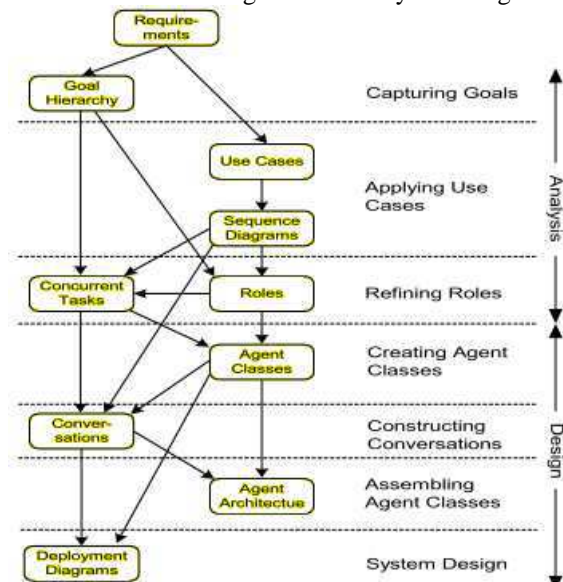 Require-
ments
Goal
Hierarchy
Capturing Goals
Use Cases
Applying Use
Cases
Sequence
Diagrams
Analysis
Concurrent
Tasks
Roles
Refining Roles
Agent
Classes
Creating Agent
Classes
Conver-
sations
Constructing
Conversations
Design
Agent
Architectue
Assembling
Agent Classes
Deployment
Diagrams
System Design